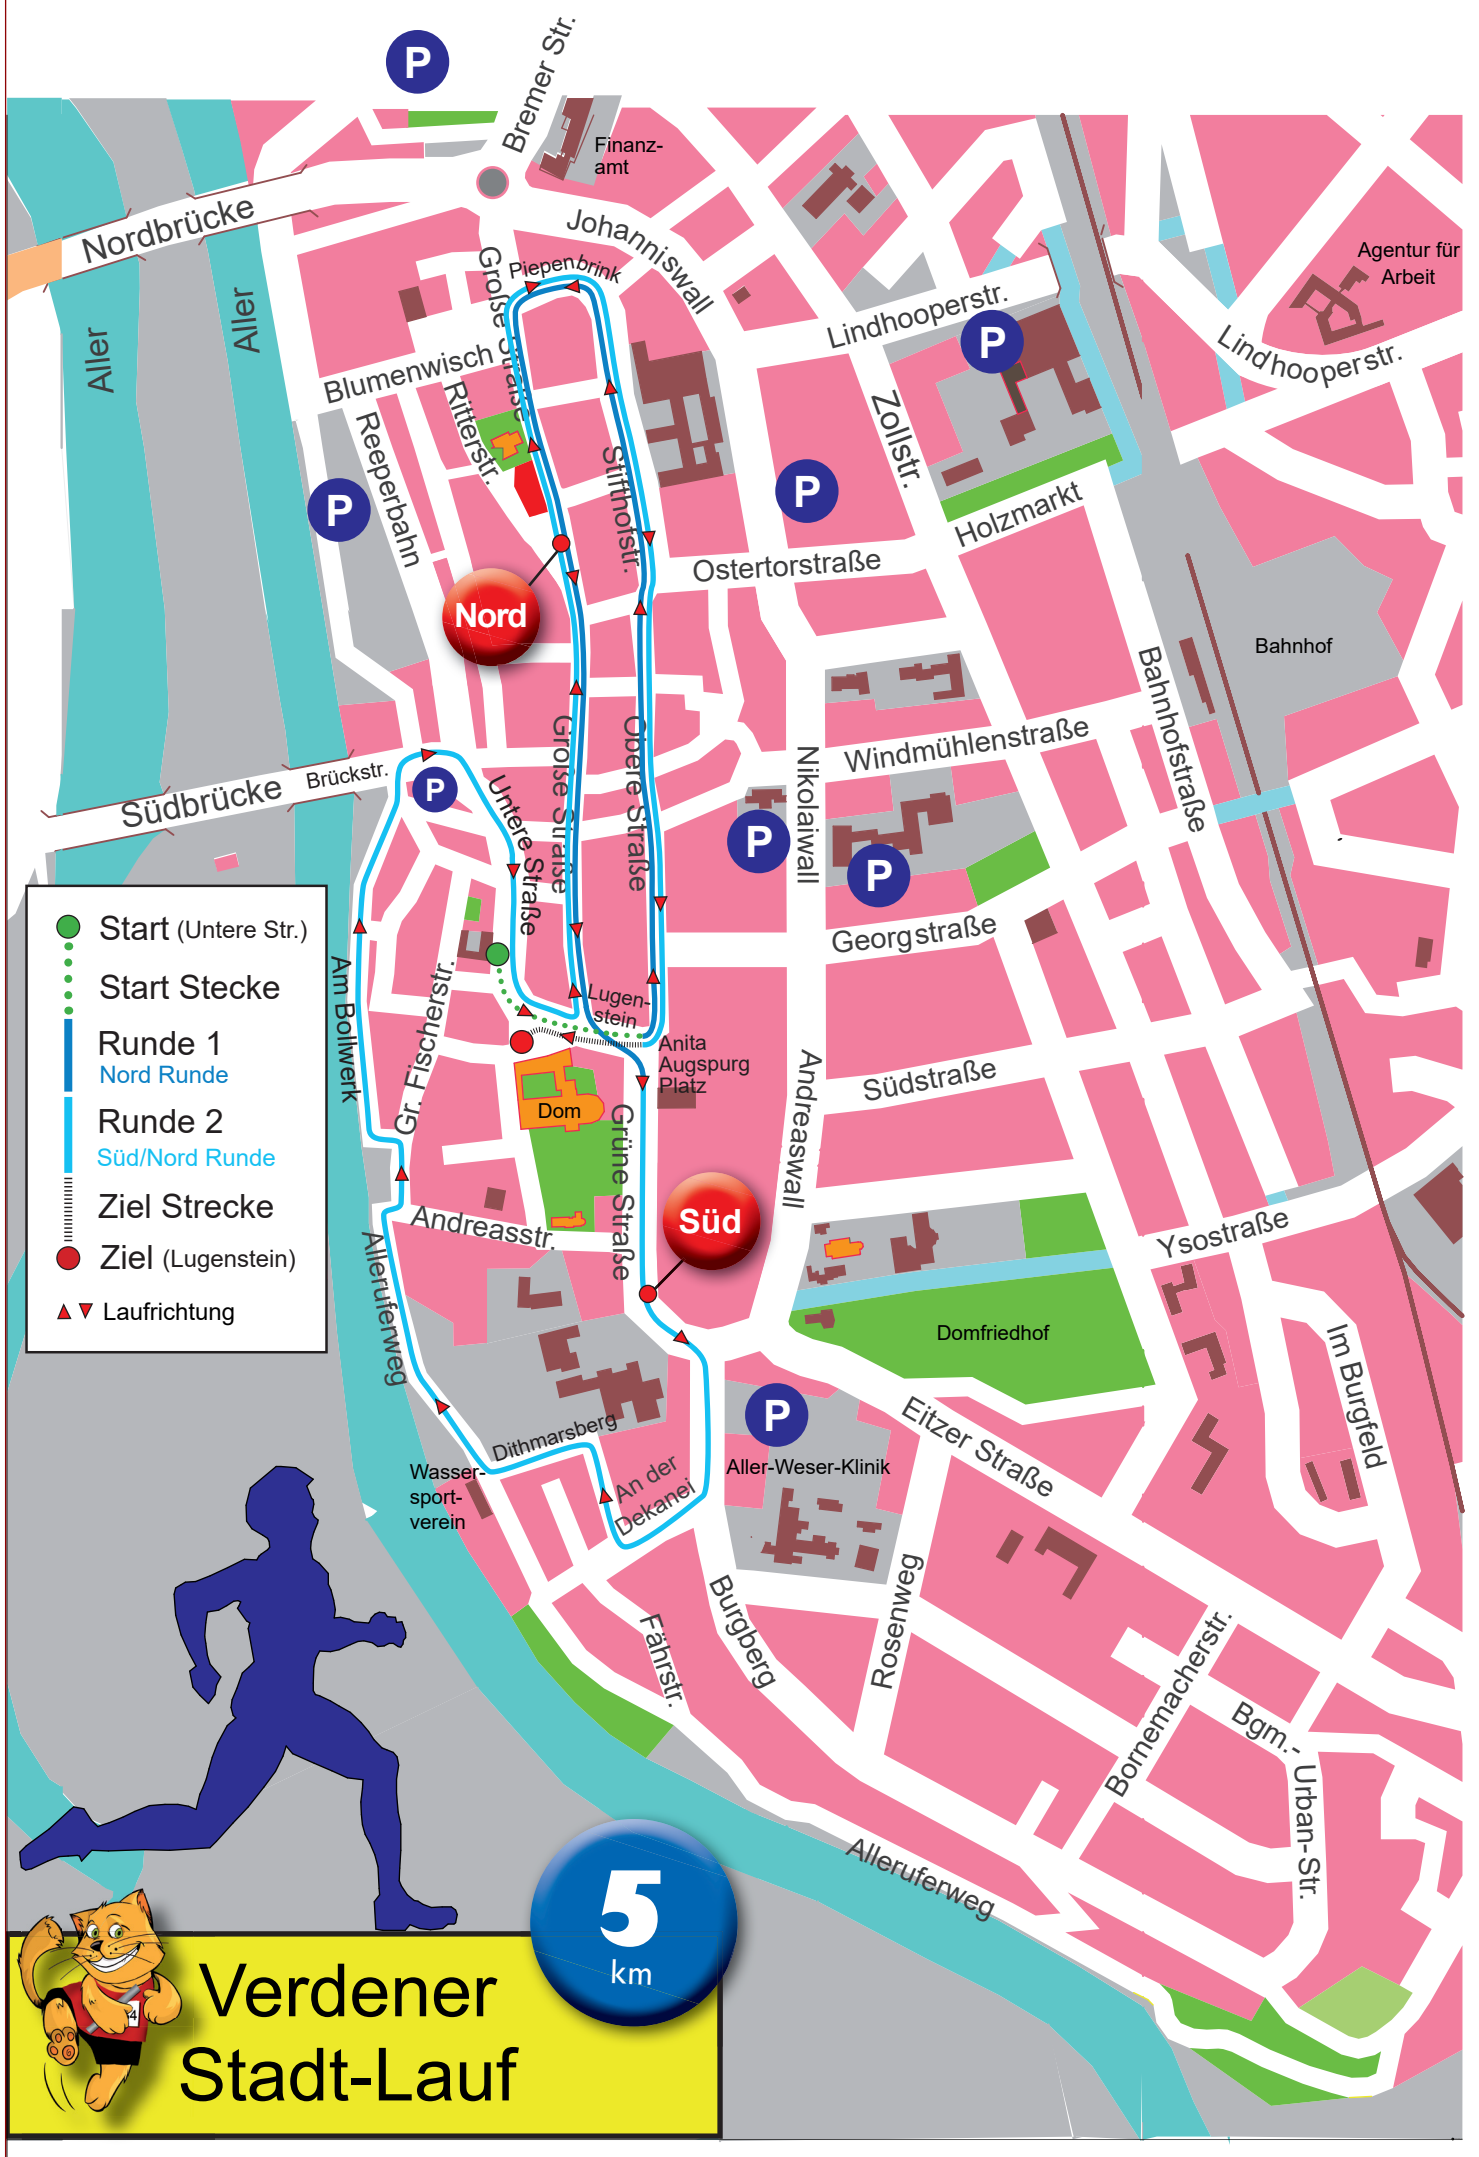 P
Bremer Str.
Finanz-
amt
Nordbrücke
Johanniswall
Agentur für
Arbeit
Große Straße
Piepenbrink
Aller
Aller
Lindhooperstr.
P
Lindhooperstr.
Blumenwisch
Ritterstr.
Reeperbahn
Zollstr.
Stifthofstr.
P
P
Holzmarkt
Ostertorstraße
Nord
Bahnhof
Bahnhofstraße
Windmühlenstraße
Nikolaiwall
Große Straße
Obere Straße
Südbrücke
Brückstr.
P
Untere Straße
P
P
Georgstraße
Start (Untere Str.)
Start Stecke
Runde 1
Nord Runde
Runde 2
Süd/Nord Runde
Ziel Strecke
Ziel (Lugenstein)
Laufrichtung
Am Bollwerk
Gr. Fischerstr.
Lugen-
stein
Anita
Augspurg
Platz
Südstraße
Andreaswall
Dom
Grüne Straße
Süd
Andreasstr.
Alleruferweg
Ysostraße
Domfriedhof
Im Burgfeld
P
Eitzer Straße
Dithmarsberg
Aller-Weser-Klinik
Wasser-
sport-
verein
An der
Dekanei
Rosenweg
Burgberg
Fährstr.
Bornemacherstr.
Bgm.-
Urban-Str.
Alleruferweg
5
km
4
Verdener
Stadt-Lauf